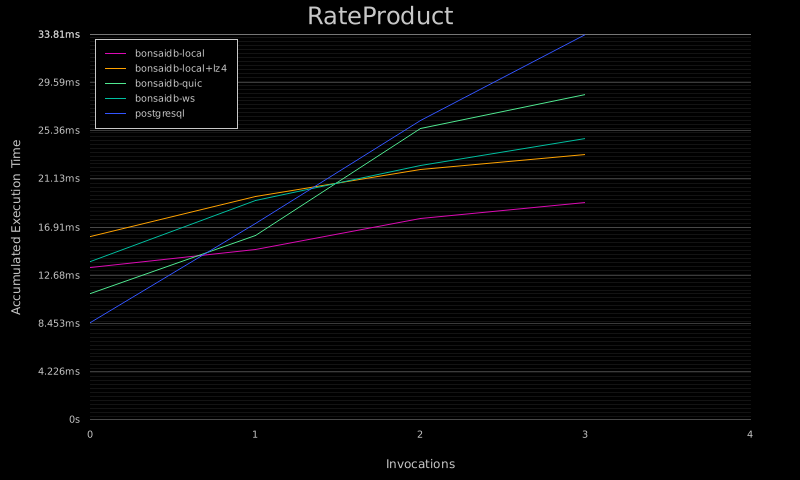 RateProduct
33.81ms
29.59ms
25.36ms
21.13ms
16.91ms
12.68ms
8.453ms
4.226ms
0s
Accumulated Execution Time
bonsaidb-local
bonsaidb-local+lz4
bonsaidb-quic
bonsaidb-ws
postgresql
0 1 2 3 4
Invocations